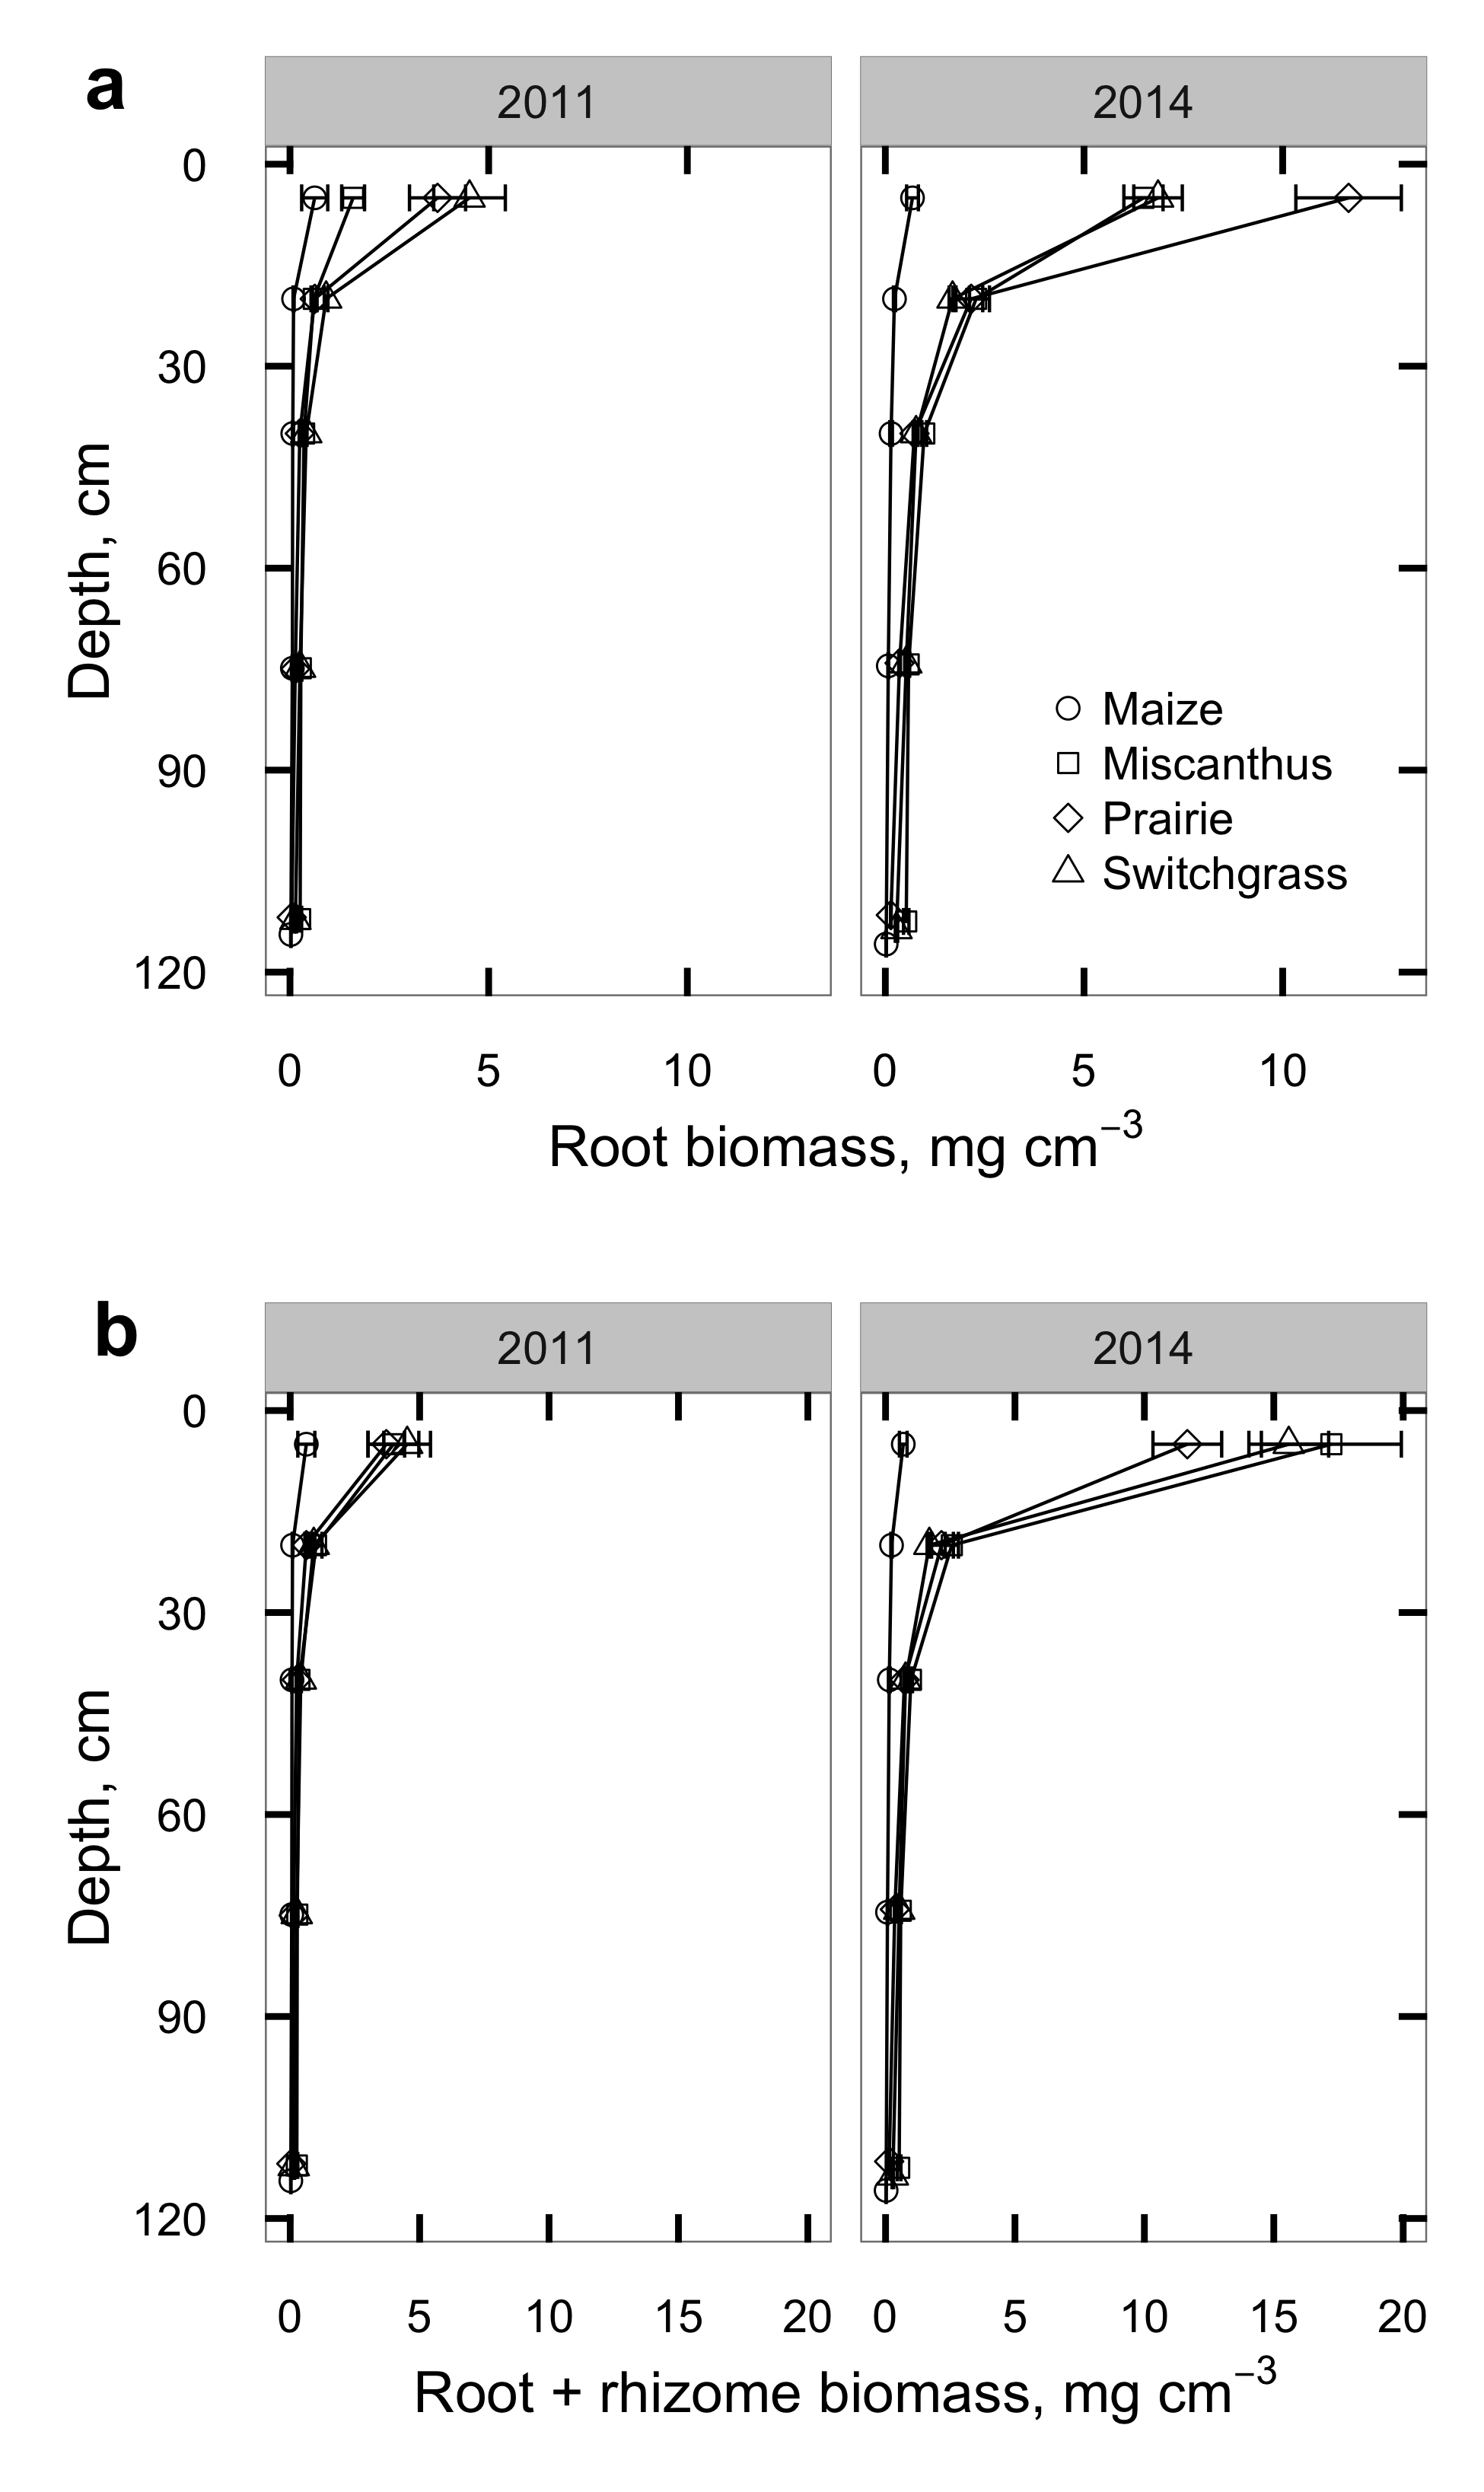 a
2011 2014
0
30
60
90
120
Depth, cm
Maize
Miscanthus
Prairie
Switchgrass
0 5 10 0 5 10
Root biomass, mg cm⁻³
b
2011 2014
0
30
60
90
120
Depth, cm
0 5 10 15 20 0 5 10 15 20
Root + rhizome biomass, mg cm⁻³